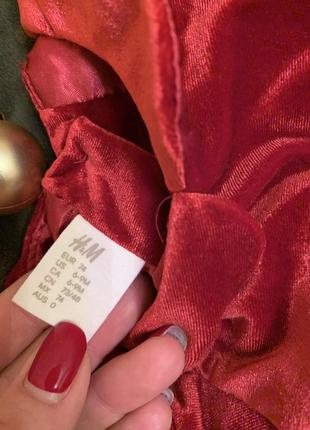 H&M
EUR 74
US 6-9M
CA 6-9M
CN 73/48
MX 74
AUS 0